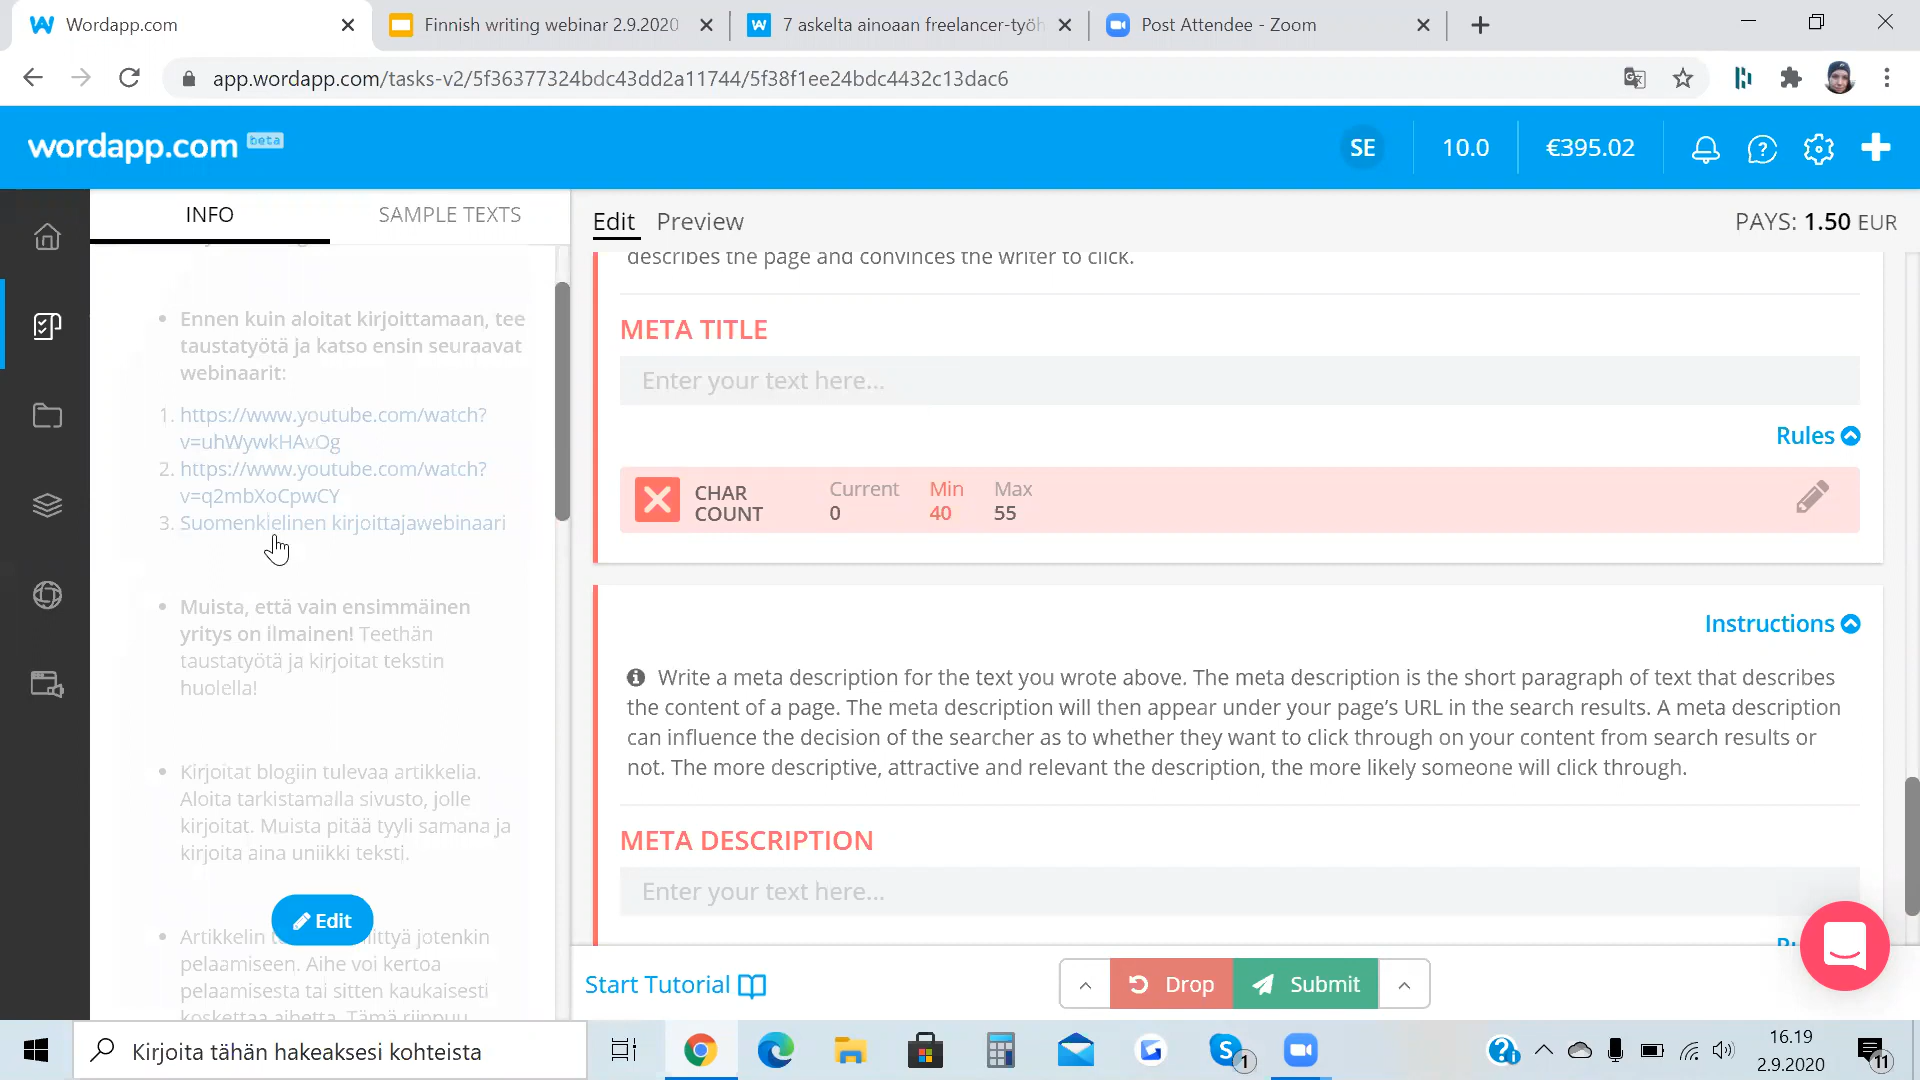 Wordapp.com
Finnish writing webinar 2.9.2020
7 askelta ainoaan freelancer-työh
Post Attendee - Zoom
app.wordapp.com/tasks-v2/5f36377324bdc43dd2a11744/5f38f1ee24bdc4432c13dac6
wordapp.com beta
SE
10.0
€395.02
INFO
SAMPLE TEXTS
Ennen kuin aloitat kirjoittamaan, tee
taustatyötä ja katso ensin seuraavat
webinaarit:
1. https://www.youtube.com/watch?
v=uhWywkHAvOg
2. https://www.youtube.com/watch?
v=q2mbXoCpwCY
3. Suomenkielinen kirjoittajawebinaari
Muista, että vain ensimmäinen
yritys on ilmainen! Teethän
taustatyötä ja kirjoitat tekstin
huolella!
Kirjoitat blogiin tulevaa artikkelia.
Aloita tarkistamalla sivusto, jolle
kirjoitat. Muista pitää tyyli samana ja
kirjoita aina uniikki teksti.
Edit
Artikkelin
jotenkin
pelaamiseen. Aihe voi kertoa
pelaamisesta tai sitten kaukaisesti
koskettaa aihetta. Tämä riippuu
Edit Preview
PAYS: 1.50 EUR
describes the page and convinces the writer to click.
META TITLE
Enter your text here...
Rules
CHAR
COUNT
Current Min Max
0 40 55
Instructions
Write a meta description for the text you wrote above. The meta description is the short paragraph of text that describes
the content of a page. The meta description will then appear under your page's URL in the search results. A meta description
can influence the decision of the searcher as to whether they want to click through on your content from search results or
not. The more descriptive, attractive and relevant the description, the more likely someone will click through.
META DESCRIPTION
Enter your text here...
Start Tutorial
Drop
Submit
Kirjoita tähän hakeaksesi kohteista
1
16.19
2.9.2020
11